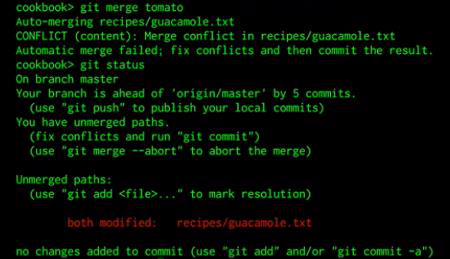 cookbook> git merge tomato
Auto-merging recipes/guacamole.txt
CONFLICT (content): Merge conflict in recipes/guacamole.txt
Automatic merge failed; fix conflicts and then commit the result.
cookbook> git status
On branch master
Your branch is ahead of 'origin/master' by 5 commits.
(use "git push" to publish your local commits)
You have unmerged paths.
(fix conflicts and run "git commit")
(use "git merge --abort" to abort the merge)
Unmerged paths:
(use "git add <file>..." to mark resolution)
both modified: recipes/guacamole.txt
no changes added to commit (use "git add" and/or "git commit -a")